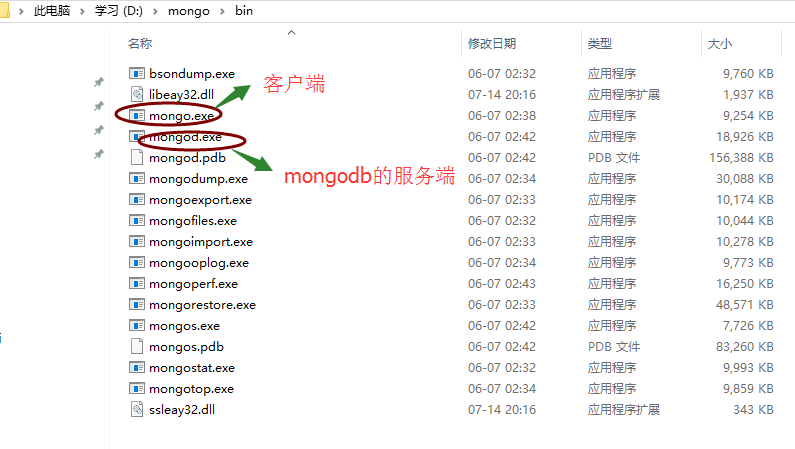 此电脑 > 学习 (D:) > mongo > bin
名称 修改日期 类型 大小
bsondump.exe 06-07 02:32 应用程序 9,760 KB
客户端
libeay32.dll 07-14 20:16 应用程序扩展 1,937 KB
mongo.exe 06-07 02:38 应用程序 9,254 KB
mongod.exe 06-07 02:42 应用程序 18,926 KB
mongod.pdb 06-07 02:42 PDB 文件 156,388 KB
mongodb的服务端
mongodump.exe 06-07 02:34 应用程序 30,088 KB
mongoexport.exe 06-07 02:33 应用程序 10,174 KB
mongofiles.exe 06-07 02:32 应用程序 10,044 KB
mongoimport.exe 06-07 02:33 应用程序 10,278 KB
mongooplog.exe 06-07 02:34 应用程序 9,773 KB
mongoperf.exe 06-07 02:43 应用程序 16,250 KB
mongorestore.exe 06-07 02:33 应用程序 48,571 KB
mongos.exe 06-07 02:42 应用程序 7,726 KB
mongos.pdb 06-07 02:42 PDB 文件 83,260 KB
mongostat.exe 06-07 02:32 应用程序 9,993 KB
mongotop.exe 06-07 02:34 应用程序 9,859 KB
ssleay32.dll 07-14 20:16 应用程序扩展 343 KB